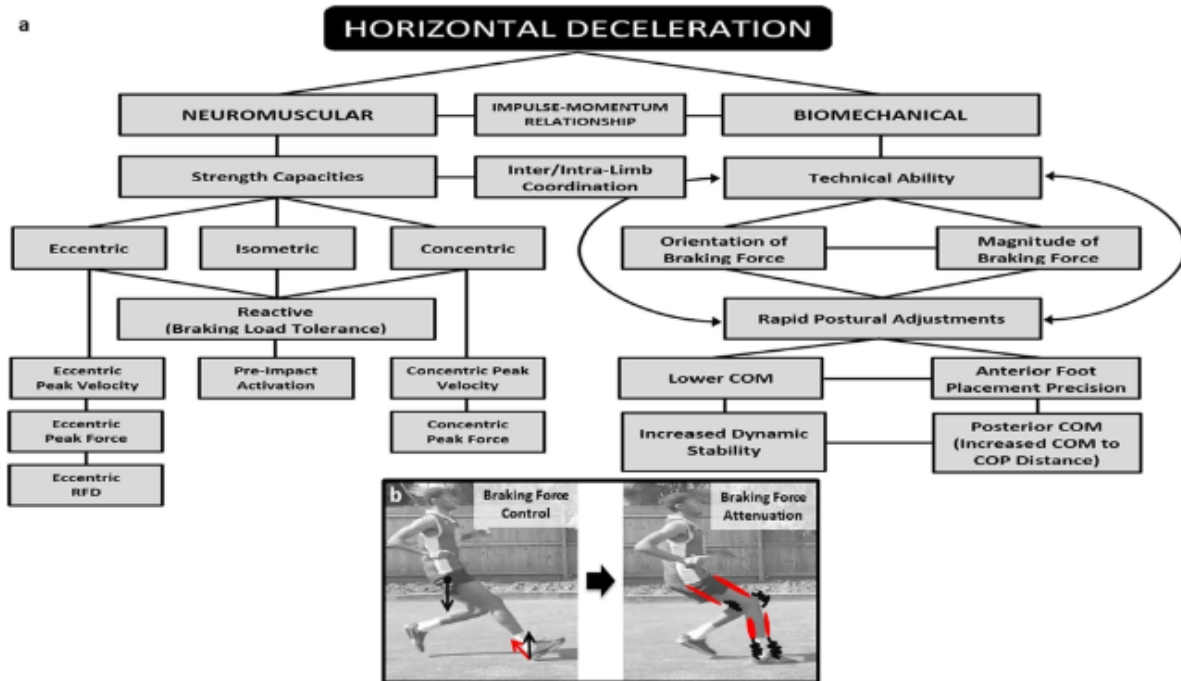 a
HORIZONTAL DECELERATION
NEUROMUSCULAR
IMPULSE-MOMENTUM
RELATIONSHIP
BIOMECHANICAL
Strength Capacities
Inter/Intra-Limb
Coordination
Technical Ability
Eccentric
Isometric
Concentric
Orientation of
Braking Force
Magnitude of
Braking Force
Reactive
(Braking Load Tolerance)
Rapid Postural Adjustments
Eccentric
Peak Velocity
Pre-Impact
Activation
Concentric Peak
Velocity
Lower COM
Anterior Foot
Placement Precision
Eccentric
Peak Force
Concentric
Peak Force
Increased Dynamic
Stability
Posterior COM
(Increased COM to
COP Distance)
Eccentric
RFD
b
Braking Force
Control
Braking Force
Attenuation